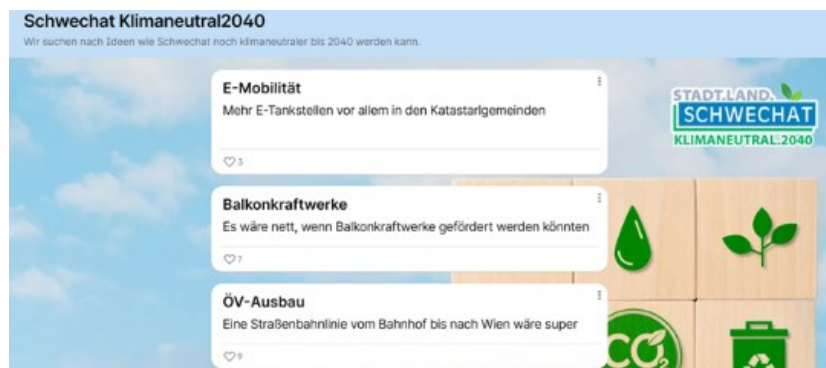 Schwechat Klimaneutral2040
Wir suchen nach Ideen wie Schwechat noch klimaneutraler bis 2040 werden kann.
E-Mobilität
Mehr E-Tankstellen vor allem in den Katastarlgemeinden
3
STADT.LAND.
SCHWECHAT
KLIMANEUTRAL:2040
Balkonkraftwerke
Es wäre nett, wenn Balkonkraftwerke gefördert werden könnten
7
ÖV-Ausbau
Eine Straßenbahnlinie vom Bahnhof bis nach Wien wäre super
9
CO2